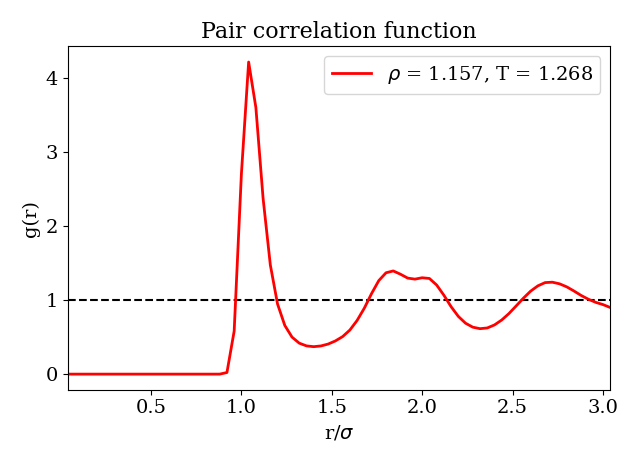 Pair correlation function
ρ = 1.157, T = 1.268
g(r)
4
3
2
1
0
0.5 1.0 1.5 2.0 2.5 3.0
r/σ